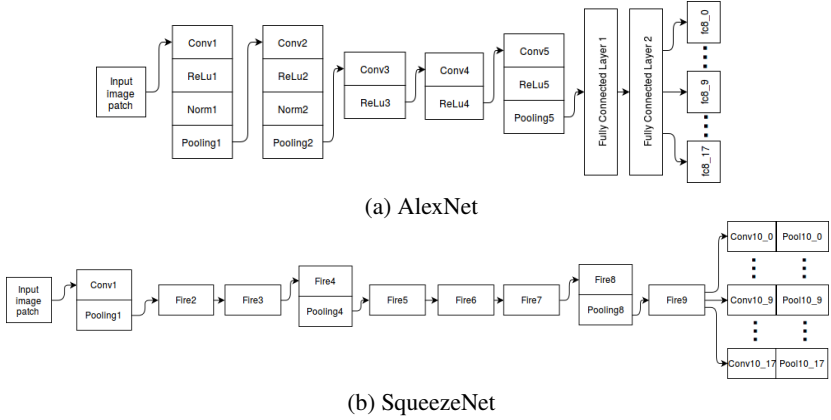 Input
image
patch
Conv1
ReLu1
Norm1
Pooling1
Conv2
ReLu2
Norm2
Pooling2
Conv3
ReLu3
Conv4
ReLu4
Conv5
ReLu5
Pooling5
Fully Connected Layer 1
Fully Connected Layer 2
fc8_0
fc8_9
fc8_17
(a) AlexNet
Input
image
patch
Conv1
Pooling1
Fire2
Fire3
Fire4
Pooling4
Fire5
Fire6
Fire7
Fire8
Pooling8
Fire9
Conv10_0 Pool10_0
Conv10_9 Pool10_9
Conv10_17 Pool10_17
(b) SqueezeNet